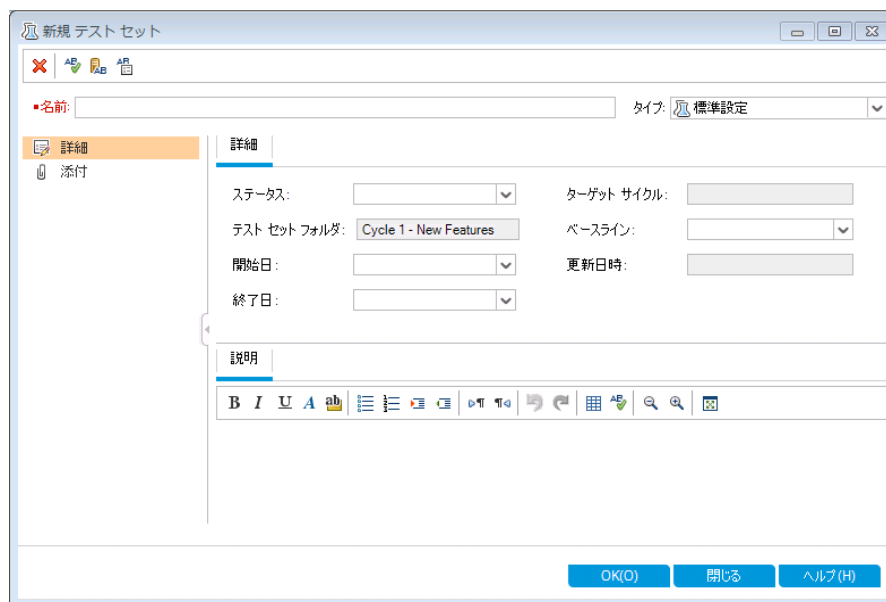 新規 テスト セット
名前:
タイプ: 標準設定
詳細
添付
詳細
ステータス:
ターゲット サイクル:
テスト セット フォルダ: Cycle 1 - New Features
ベースライン:
開始日:
更新日時:
終了日:
説明
B I U A ab
OK(O) 閉じる ヘルプ(H)